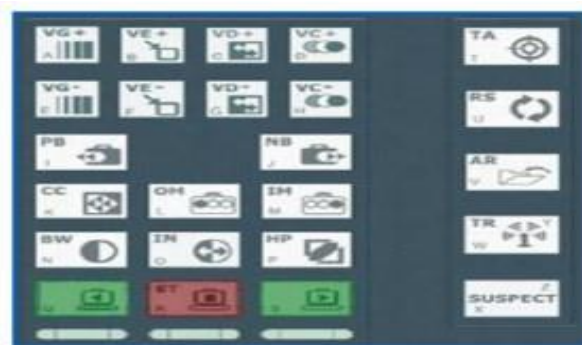 VG+ VE+ VD+ VC+
A B C D
VG- VE- VD- VC-
E F G H
PB NB
I J
CC OM IM
K L M
BW IN HP
N O P
ST
TA
T
RS
U
AR
V
TR Y
W
Z
SUSPECT
X